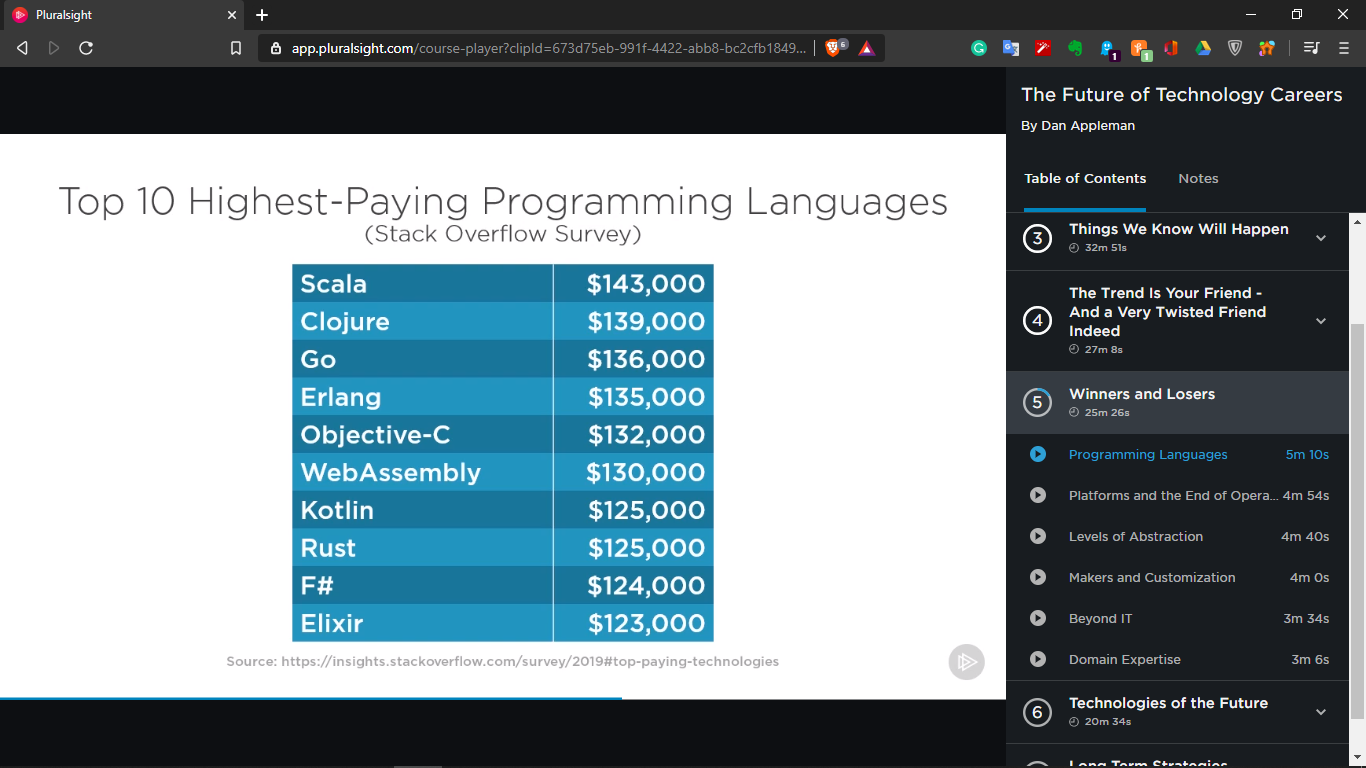 Pluralsight
app.pluralsight.com/course-player?clipId=673d75eb-991f-4422-abb8-bc2cfb1849...
6
1
1
Top 10 Highest-Paying Programming Languages
(Stack Overflow Survey)
Scala $143,000
Clojure $139,000
Go $136,000
Erlang $135,000
Objective-C $132,000
WebAssembly $130,000
Kotlin $125,000
Rust $125,000
F# $124,000
Elixir $123,000
Source: https://insights.stackoverflow.com/survey/2019#top-paying-technologies
The Future of Technology Careers
By Dan Appleman
Table of Contents Notes
3 Things We Know Will Happen
32m 51s
4 The Trend Is Your Friend -
And a Very Twisted Friend
Indeed
27m 8s
5 Winners and Losers
25m 26s
Programming Languages 5m 10s
Platforms and the End of Opera... 4m 54s
Levels of Abstraction 4m 40s
Makers and Customization 4m 0s
Beyond IT 3m 34s
Domain Expertise 3m 6s
6 Technologies of the Future
20m 34s
Long Term Strategies